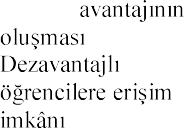 avantajının
oluşması
Dezavantajlı
öğrencilere erişim
imkânı